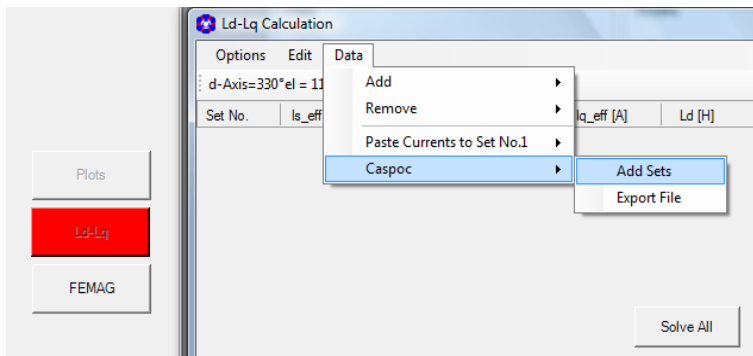 Ld-Lq Calculation
Options Edit Data
d-Axis=330°el = 11
Set No. Is_eff Iq_eff [A] Ld [H]
Add
Remove
Paste Currents to Set No.1
Caspoc
Add Sets
Export File
Plots
Ld-Lq
FEMAG
Solve All